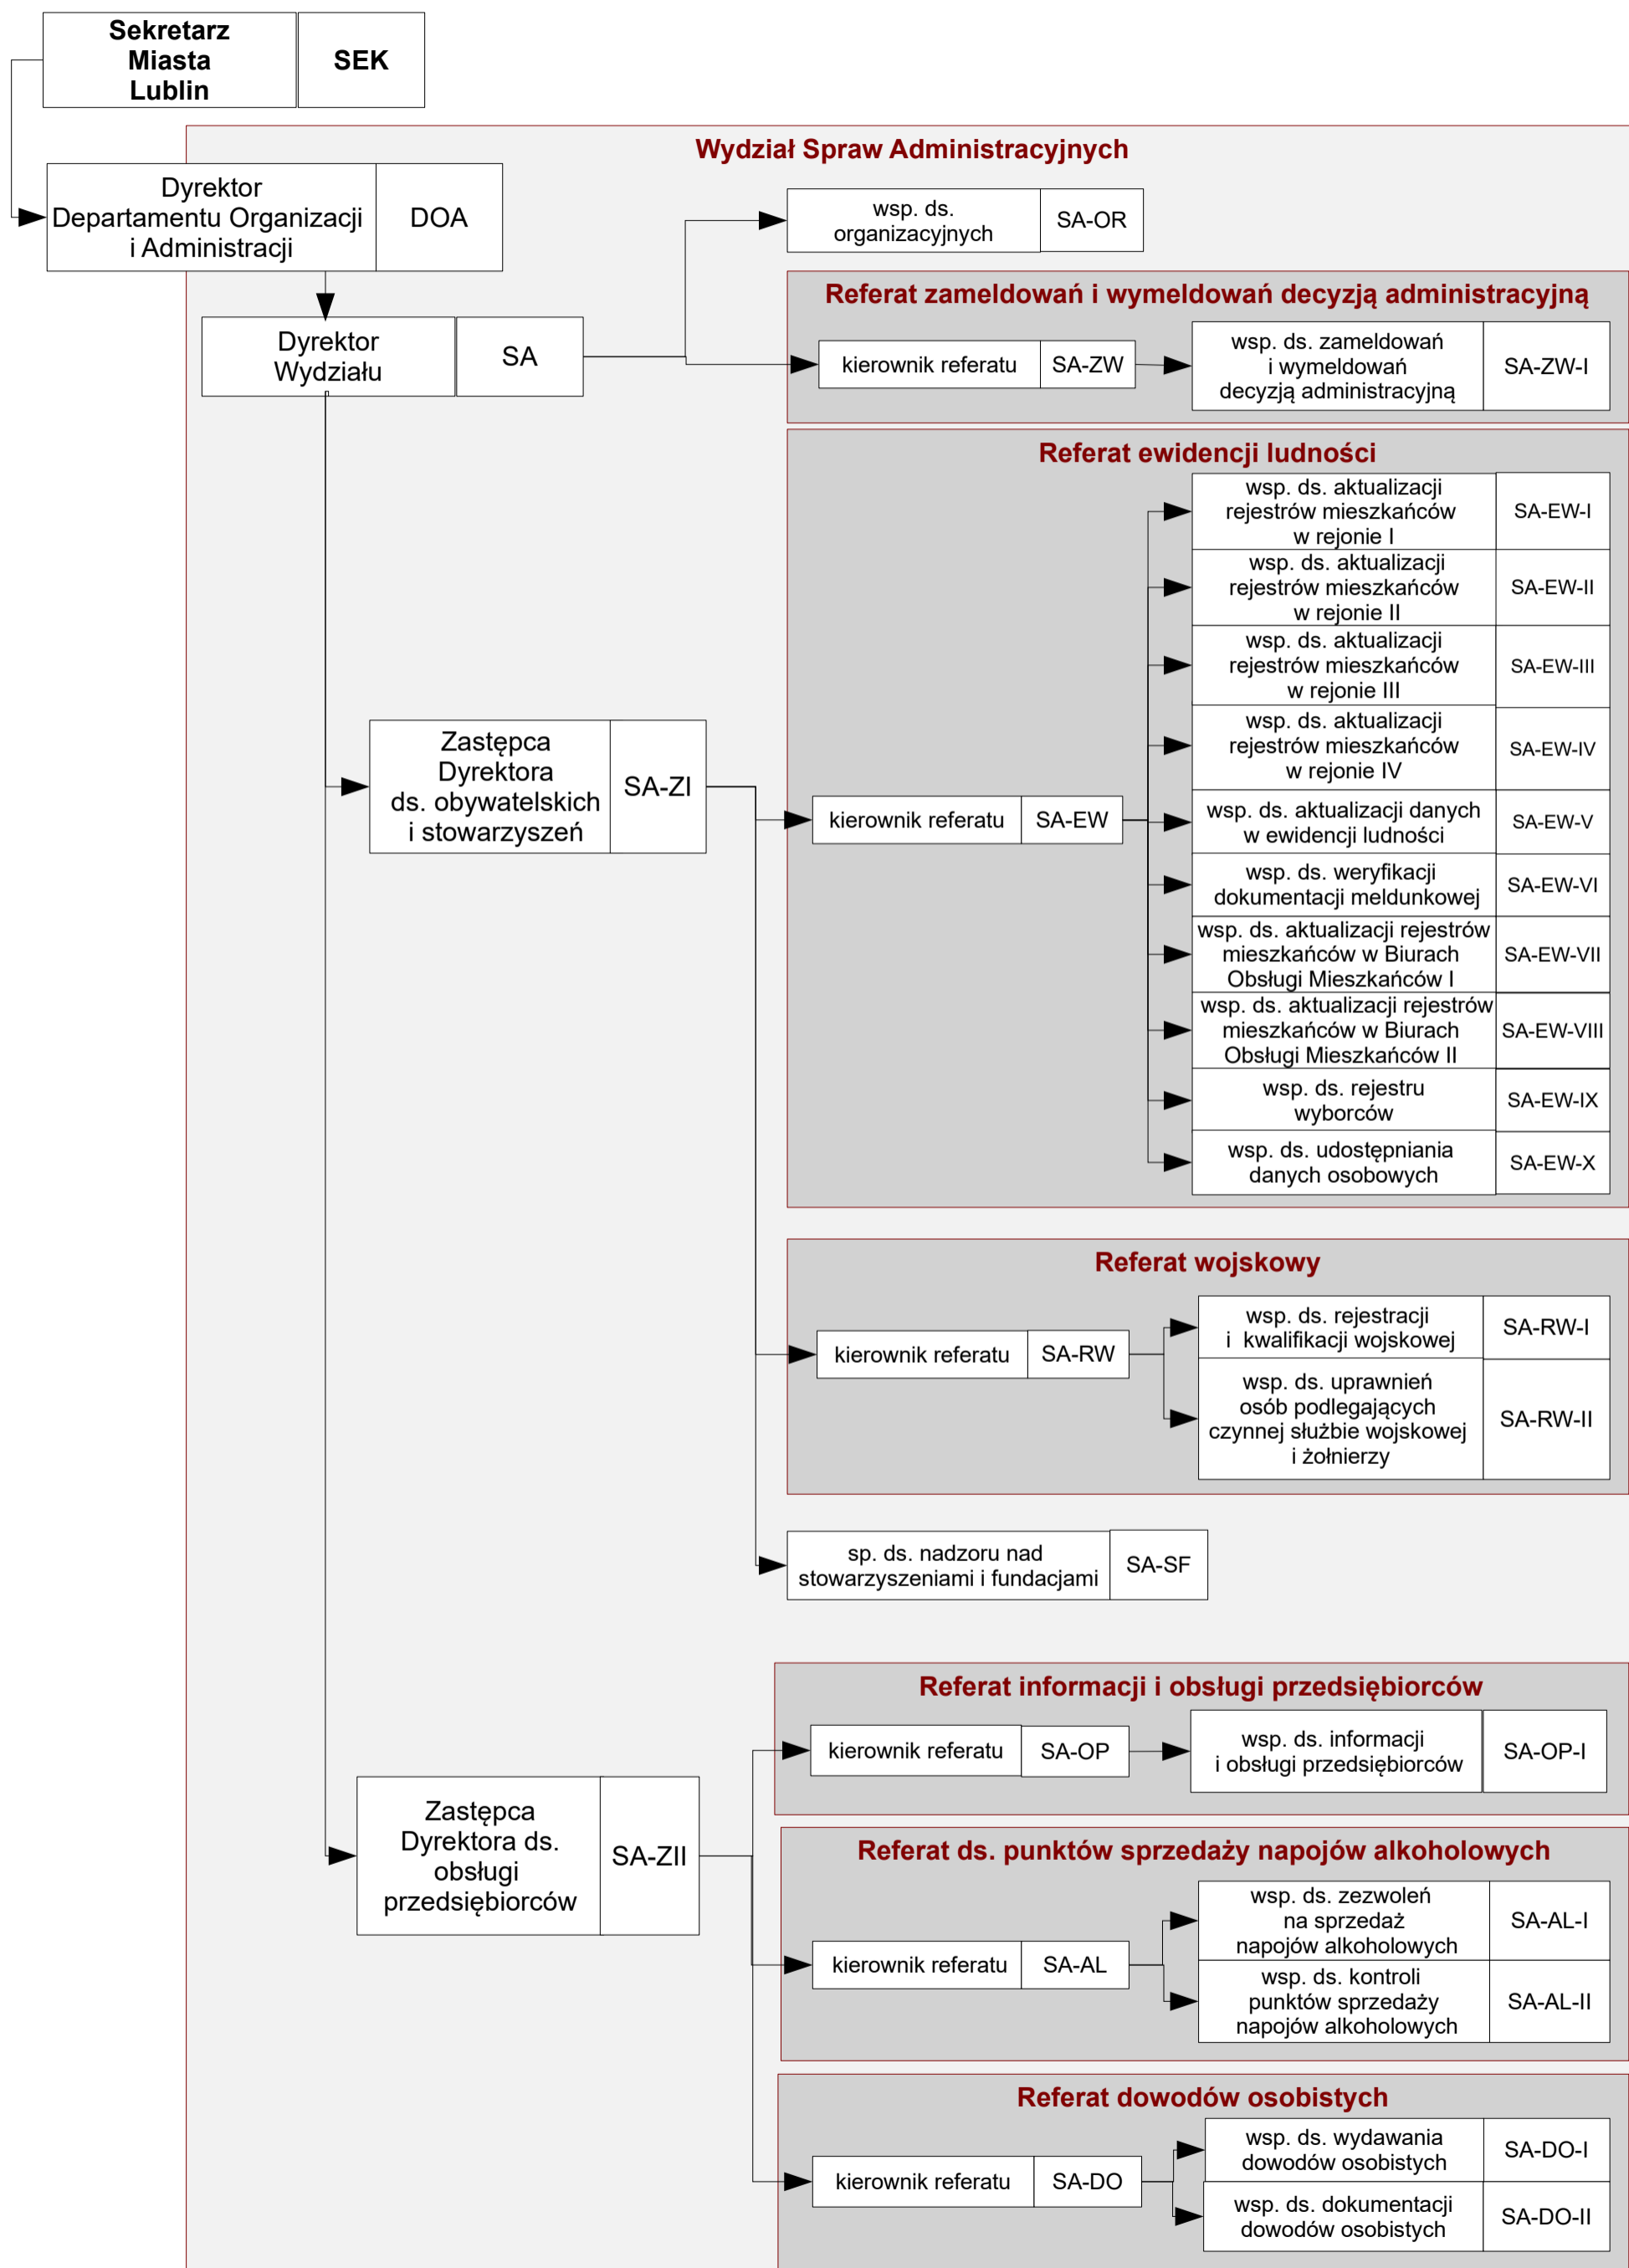 Sekretarz
Miasta
Lublin
SEK
Wydział Spraw Administracyjnych
Dyrektor
Departamentu Organizacji
i Administracji
DOA
wsp. ds.
organizacyjnych
SA-OR
Dyrektor
Wydziału
SA
Referat zameldowań i wymeldowań decyzją administracyjną
kierownik referatu
SA-ZW
wsp. ds. zameldowań
i wymeldowań
decyzją administracyjną
SA-ZW-I
Referat ewidencji ludności
wsp. ds. aktualizacji
rejestrów mieszkańców
w rejonie I
SA-EW-I
wsp. ds. aktualizacji
rejestrów mieszkańców
w rejonie II
SA-EW-II
wsp. ds. aktualizacji
rejestrów mieszkańców
w rejonie III
SA-EW-III
wsp. ds. aktualizacji
rejestrów mieszkańców
w rejonie IV
SA-EW-IV
Zastępca
Dyrektora
ds. obywatelskich
i stowarzyszeń
SA-ZI
kierownik referatu
SA-EW
wsp. ds. aktualizacji danych
w ewidencji ludności
SA-EW-V
wsp. ds. weryfikacji
dokumentacji meldunkowej
SA-EW-VI
wsp. ds. aktualizacji rejestrów
mieszkańców w Biurach
Obsługi Mieszkańców I
SA-EW-VII
wsp. ds. aktualizacji rejestrów
mieszkańców w Biurach
Obsługi Mieszkańców II
SA-EW-VIII
wsp. ds. rejestru
wyborców
SA-EW-IX
wsp. ds. udostępniania
danych osobowych
SA-EW-X
Referat wojskowy
kierownik referatu
SA-RW
wsp. ds. rejestracji
i kwalifikacji wojskowej
SA-RW-I
wsp. ds. uprawnień
osób podlegających
czynnej służbie wojskowej
i żołnierzy
SA-RW-II
sp. ds. nadzoru nad
stowarzyszeniami i fundacjami
SA-SF
Referat informacji i obsługi przedsiębiorców
kierownik referatu
SA-OP
wsp. ds. informacji
i obsługi przedsiębiorców
SA-OP-I
Zastępca
Dyrektora ds.
obsługi
przedsiębiorców
SA-ZII
Referat ds. punktów sprzedaży napojów alkoholowych
kierownik referatu
SA-AL
wsp. ds. zezwoleń
na sprzedaż
napojów alkoholowych
SA-AL-I
wsp. ds. kontroli
punktów sprzedaży
napojów alkoholowych
SA-AL-II
Referat dowodów osobistych
kierownik referatu
SA-DO
wsp. ds. wydawania
dowodów osobistych
SA-DO-I
wsp. ds. dokumentacji
dowodów osobistych
SA-DO-II